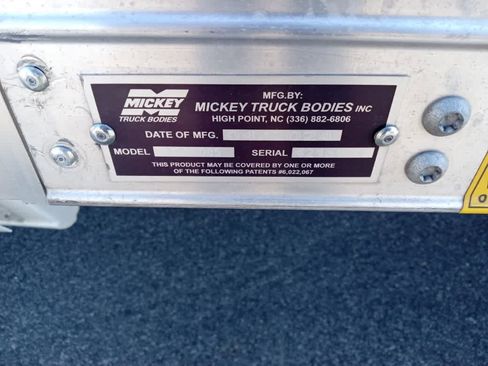 MICKEY
TRUCK BODIES
MFG.BY:
MICKEY TRUCK BODIES INC
HIGH POINT, NC (336) 882-6806
DATE OF MFG.
MODEL SERIAL
THIS PRODUCT MAY BE COVERED BY ONE OR MORE
OF THE FOLLOWING PATENTS #6,022,067